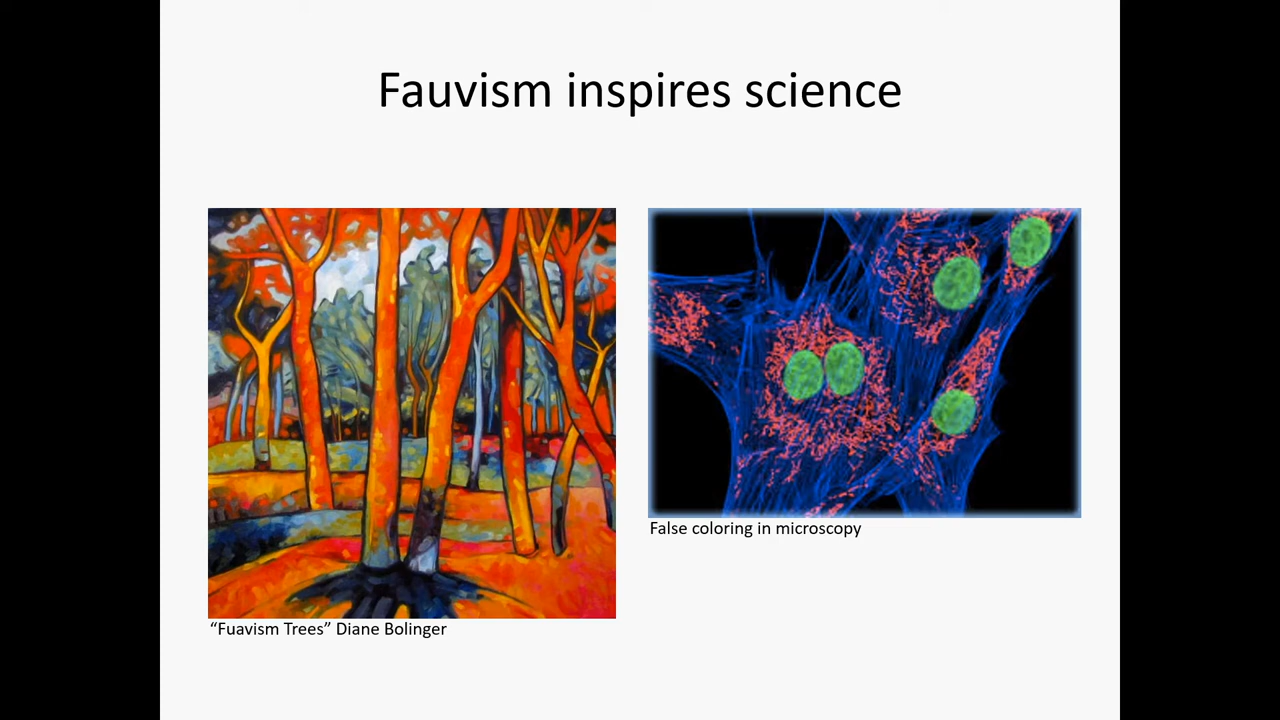 Fauvism inspires science
False coloring in microscopy
“Fuavism Trees” Diane Bolinger